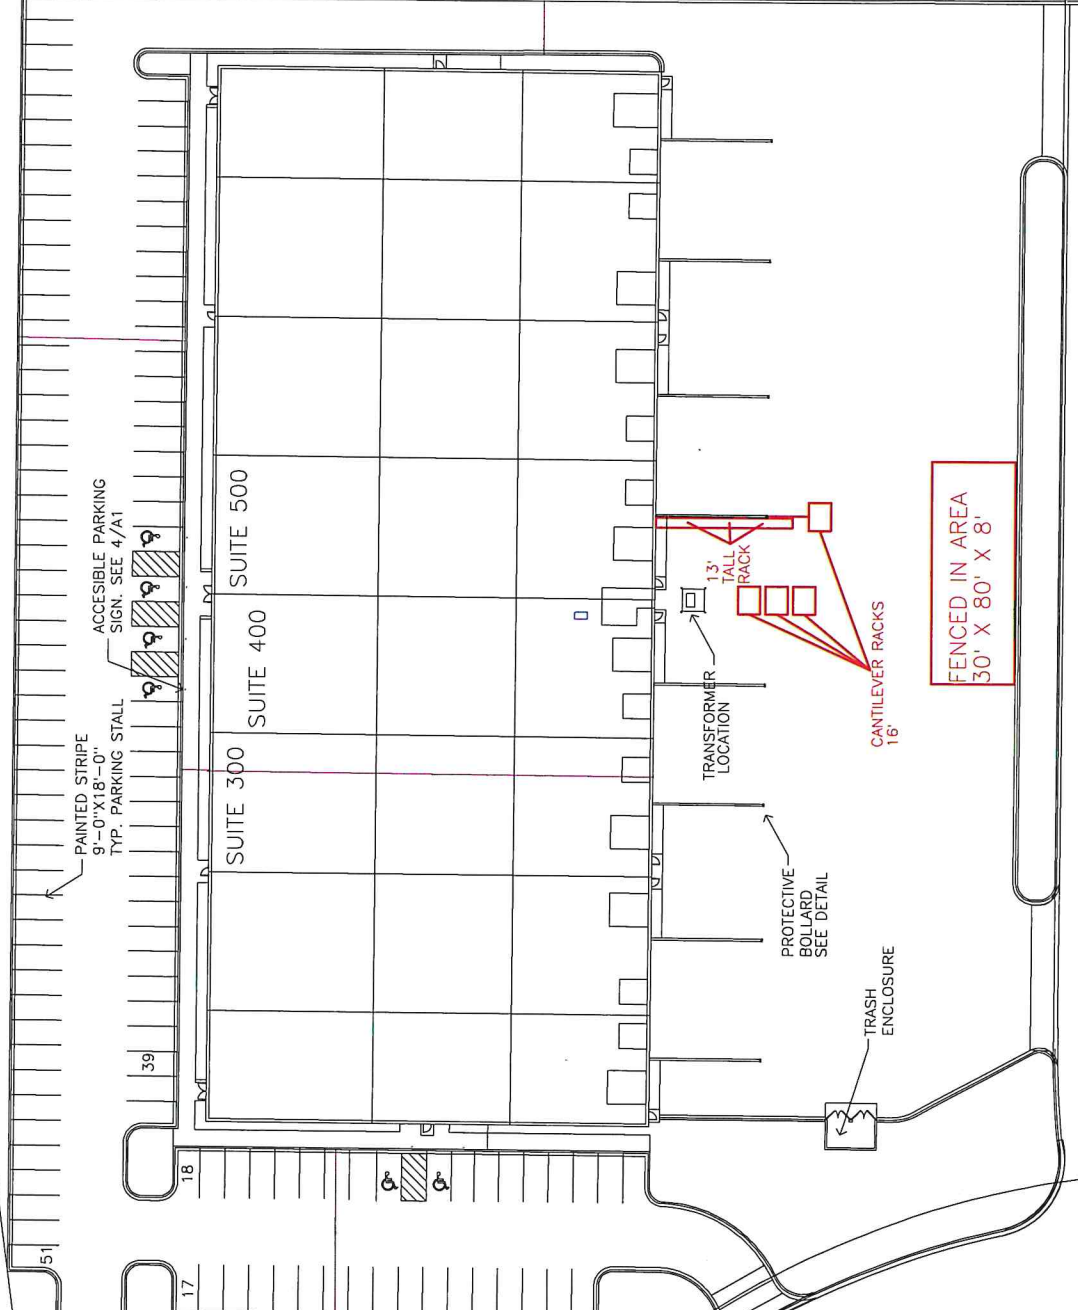 PAINTED STRIPE
9'-0"X18'-0"
TYP. PARKING STALL
ACCESIBLE PARKING
SIGN. SEE 4/A1
SUITE 500
SUITE 400
SUITE 300
13'
TALL
RACK
TRANSFORMER
LOCATION
CANTILEVER RACKS
16'
FENCED IN AREA
30' X 80' X 8'
PROTECTIVE
BOLLARD
SEE DETAIL
TRASH
ENCLOSURE
39
18
51
17